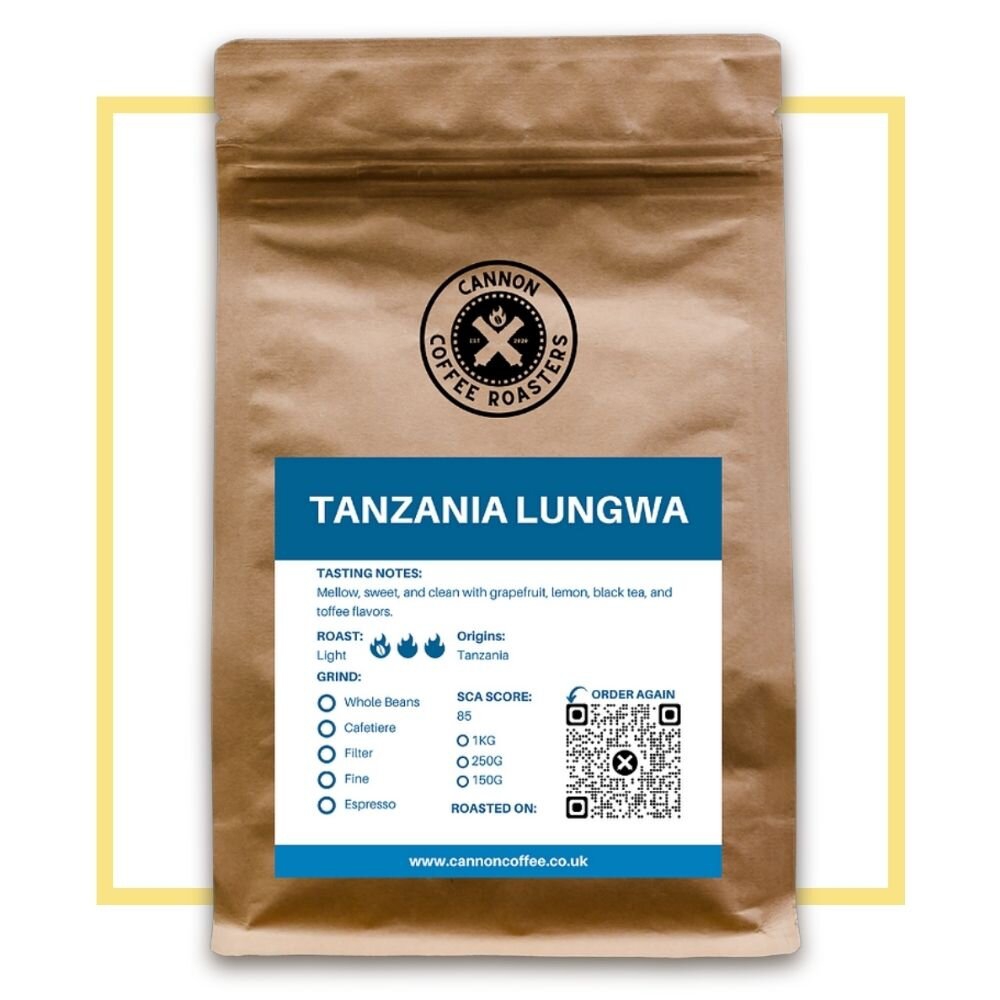 CANNON
EST 2020
COFFEE ROASTERS
TANZANIA LUNGWA
TASTING NOTES:
Mellow, sweet, and clean with grapefruit, lemon, black tea, and
toffee flavors.
ROAST:
Light
Origins:
Tanzania
GRIND:
Whole Beans
Cafetiere
Filter
Fine
Espresso
SCA SCORE:
85
1KG
250G
150G
ROASTED ON:
ORDER AGAIN
www.cannoncoffee.co.uk